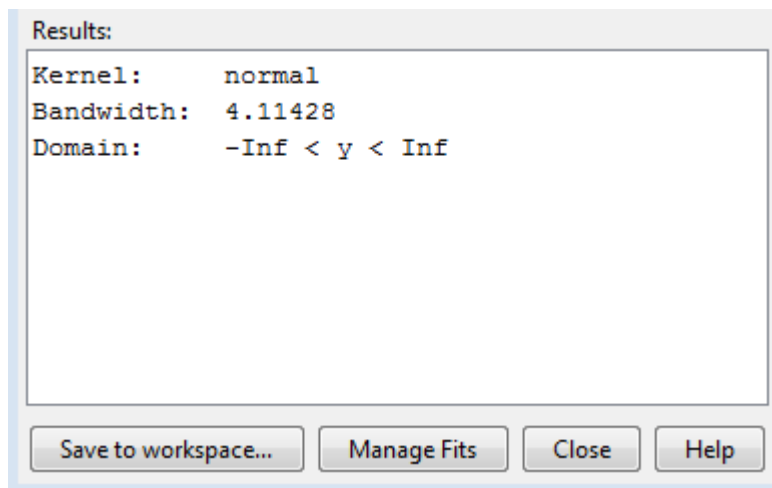 Results:
Kernel: normal
Bandwidth: 4.11428
Domain: -Inf < y < Inf
Save to workspace... Manage Fits Close Help